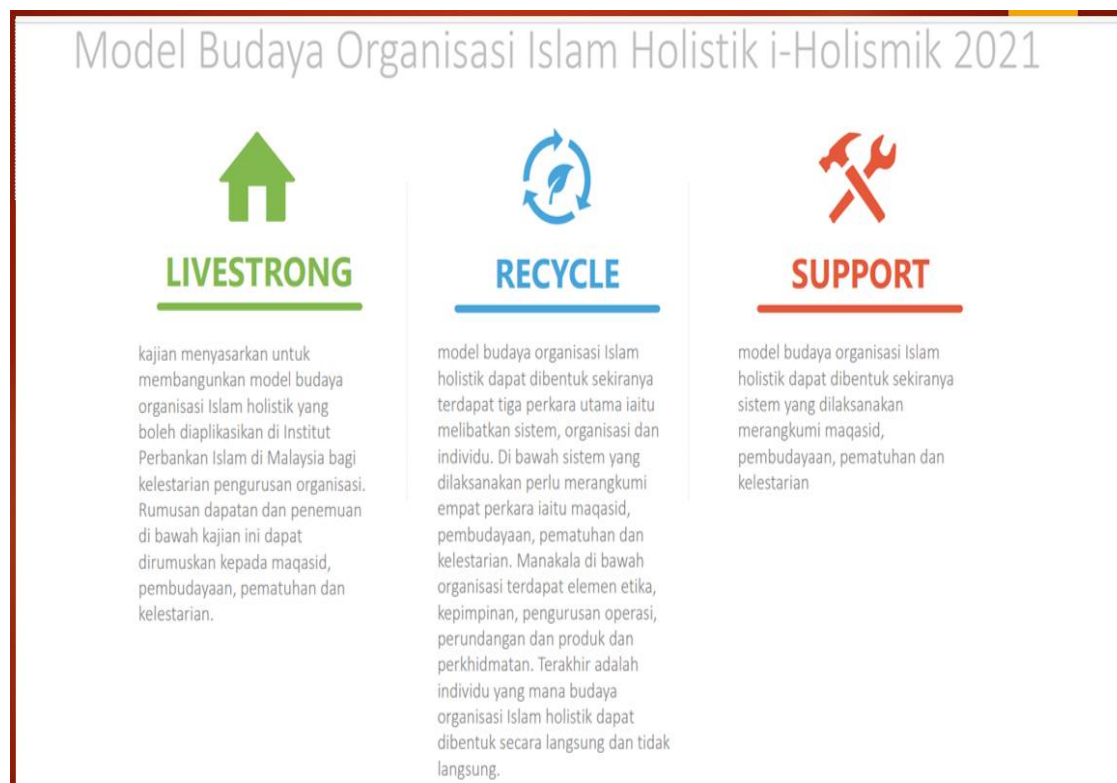 Model Budaya Organisasi Islam Holistik i-Holismik 2021
LIVESTRONG
kajian menyasarkan untuk
membangunkan model budaya
organisasi Islam holistik yang
boleh diaplikasikan di Institut
Perbankan Islam di Malaysia bagi
kelestarian pengurusan organisasi.
Rumusan dapatan dan penemuan
di bawah kajian ini dapat
dirumuskan kepada maqasid,
pembudayaan, pematuhan dan
kelestarian.
RECYCLE
model budaya organisasi Islam
holistik dapat dibentuk sekiranya
terdapat tiga perkara utama iaitu
melibatkan sistem, organisasi dan
individu. Di bawah sistem yang
dilaksanakan perlu merangkumi
empat perkara iaitu maqasid,
pembudayaan, pematuhan dan
kelestarian. Manakala di bawah
organisasi terdapat elemen etika,
kepimpinan, pengurusan operasi,
perundangan dan produk dan
perkhidmatan. Terakhir adalah
individu yang mana budaya
organisasi Islam holistik dapat
dibentuk secara langsung dan tidak
langsung.
SUPPORT
model budaya organisasi Islam
holistik dapat dibentuk sekiranya
sistem yang dilaksanakan
merangkumi maqasid,
pembudayaan, pematuhan dan
kelestarian